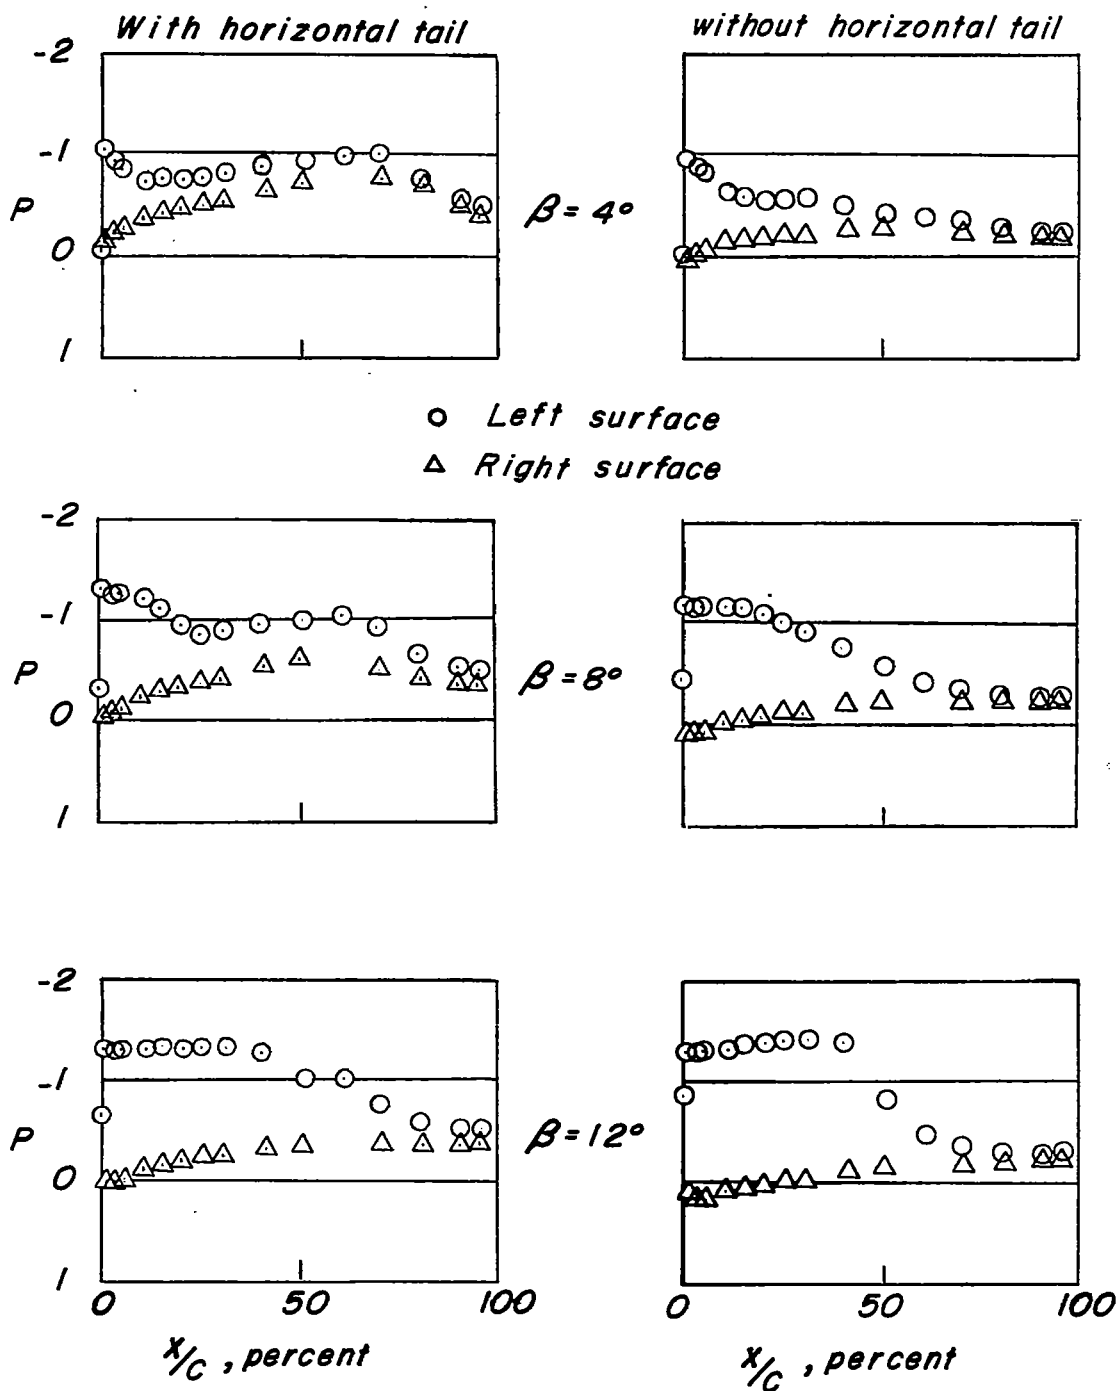 With horizontal tail
without horizontal tail
-2
-1
P
0
1
β = 4°
Left surface
Right surface
-2
-1
P
0
1
β = 8°
-2
-1
P
0
1
β = 12°
0 50 100
0 50 100
x/c, percent
x/c, percent